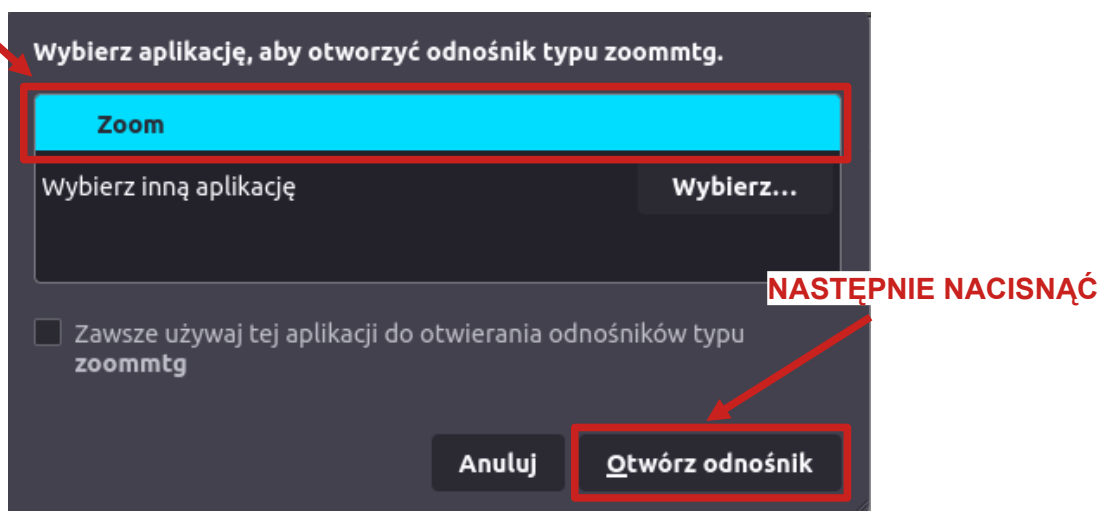 Wybierz aplikację, aby otworzyć odnośnik typu zoommtg.
Zoom
Wybierz inną aplikację
Wybierz...
NASTĘPNIE NACISNĄĆ
Zawsze używaj tej aplikacji do otwierania odnośników typu
zoommtg
Anuluj
Otwórz odnośnik